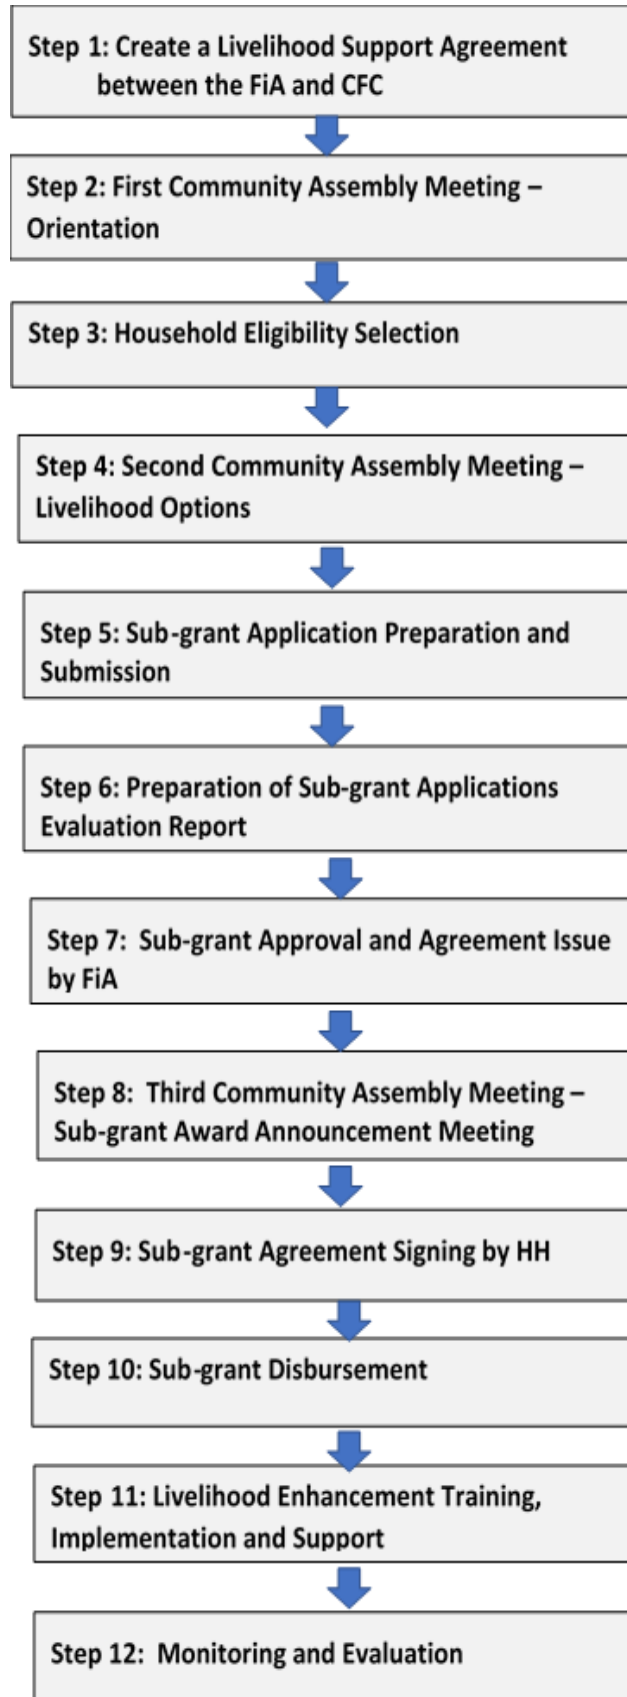 Step 1: Create a Livelihood Support Agreement
between the FiA and CFC
Step 2: First Community Assembly Meeting –
Orientation
Step 3: Household Eligibility Selection
Step 4: Second Community Assembly Meeting –
Livelihood Options
Step 5: Sub-grant Application Preparation and
Submission
Step 6: Preparation of Sub-grant Applications
Evaluation Report
Step 7: Sub-grant Approval and Agreement Issue
by FiA
Step 8: Third Community Assembly Meeting –
Sub-grant Award Announcement Meeting
Step 9: Sub-grant Agreement Signing by HH
Step 10: Sub-grant Disbursement
Step 11: Livelihood Enhancement Training,
Implementation and Support
Step 12: Monitoring and Evaluation